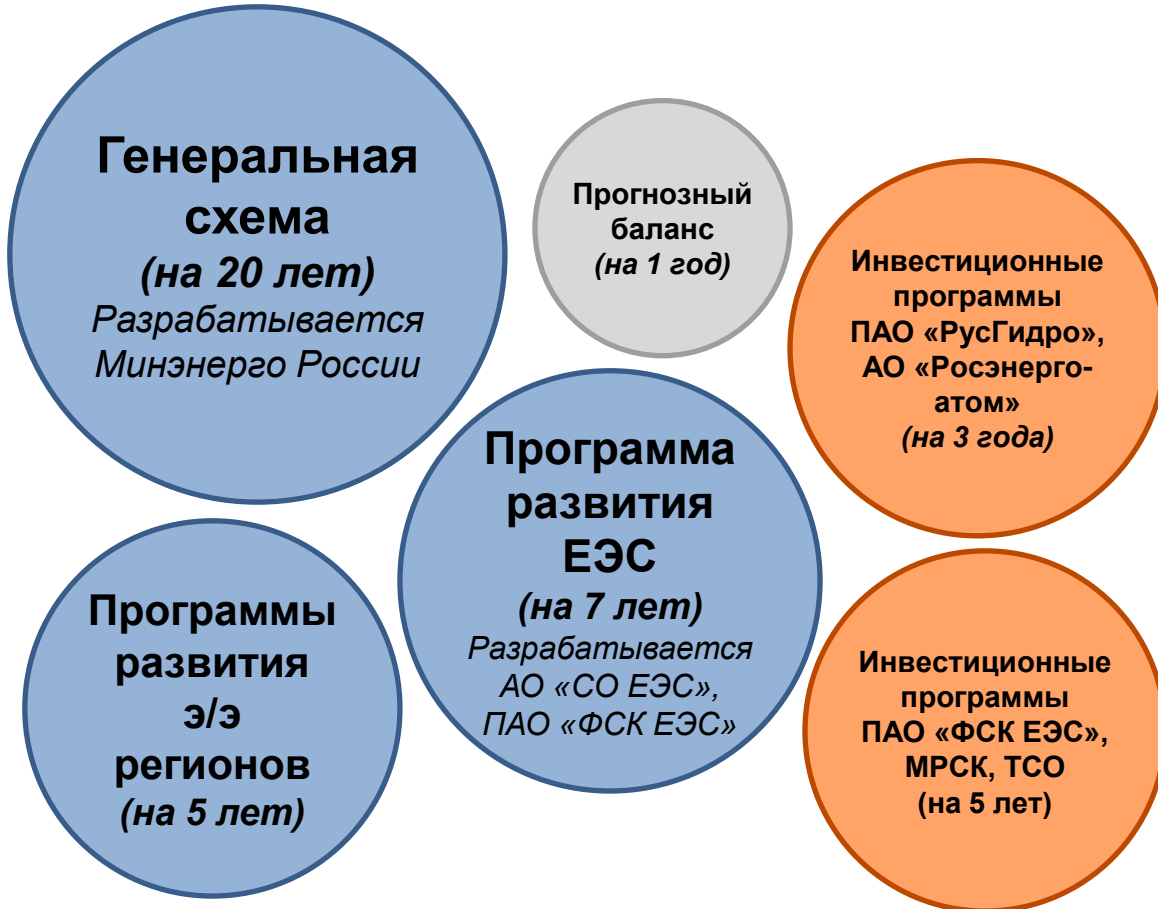 Генеральная
схема
(на 20 лет)
Разрабатывается
Минэнерго России
Прогнозный
баланс
(на 1 год)
Инвестиционные
программы
ПАО «РусГидро»,
АО «Росэнерго-
атом»
(на 3 года)
Программа
развития
ЕЭС
(на 7 лет)
Разрабатывается
АО «СО ЕЭС»,
ПАО «ФСК ЕЭС»
Программы
развития
э/э
регионов
(на 5 лет)
Инвестиционные
программы
ПАО «ФСК ЕЭС»,
МРСК, ТСО
(на 5 лет)